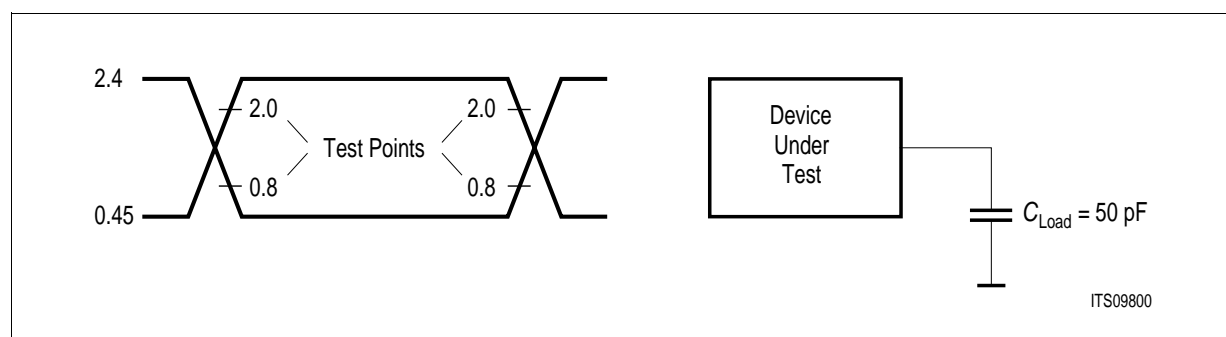 2.4
2.0
2.0
Test Points
0.8
0.8
0.45
Device
Under
Test
C Load = 50 pF
ITS09800